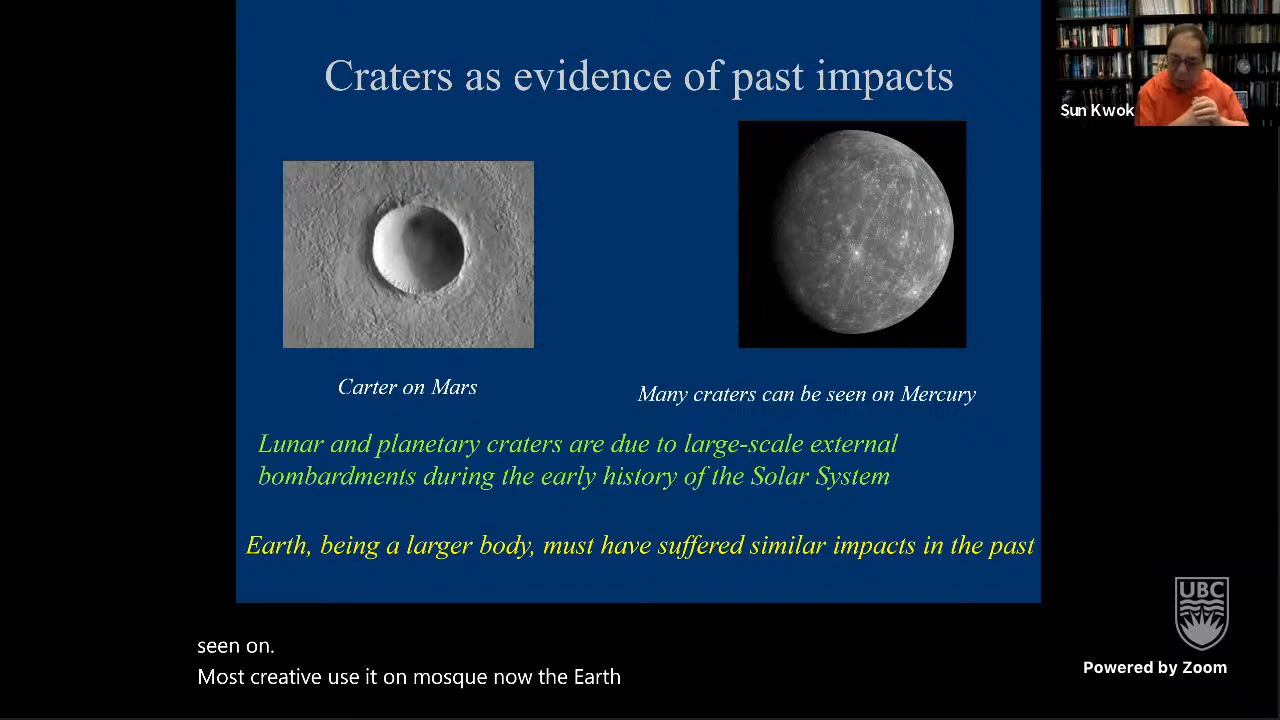 Craters as evidence of past impacts
Sun Kwok
Carter on Mars
Many craters can be seen on Mercury
Lunar and planetary craters are due to large-scale external
bombardments during the early history of the Solar System
Earth, being a larger body, must have suffered similar impacts in the past
UBC
seen on.
Most creative use it on mosque now the Earth
Powered by Zoom